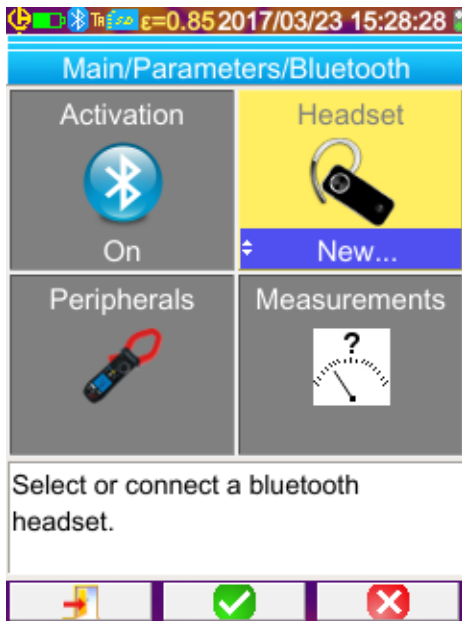 TR ε=0.85 2017/03/23 15:28:28
Main/Parameters/Bluetooth
Activation
On
Headset
New...
Peripherals
Measurements
?
Select or connect a bluetooth
headset.